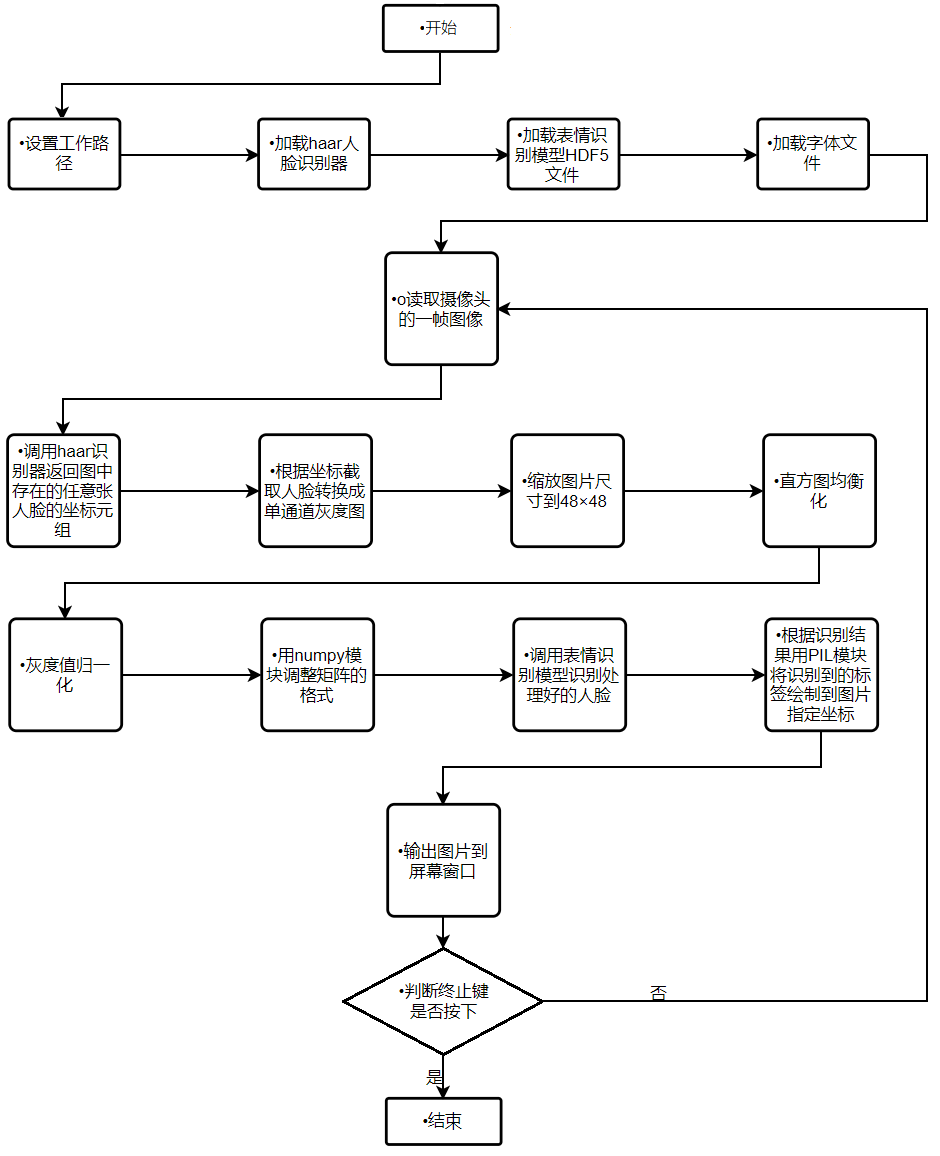 •开始
•设置工作路
径
•加载haar人
脸识别器
•加载表情识
别模型HDF5
文件
•加载字体文
件
•o读取摄像头
的一帧图像
•调用haar识
别器返回图中
存在的任意张
人脸的坐标元
组
•根据坐标截
取人脸转换成
单通道灰度图
•缩放图片尺
寸到48×48
•直方图均衡
化
•灰度值归一
化
•用numpy模
块调整矩阵的
格式
•调用表情识
别模型识别处
理好的人脸
•根据识别结
果用PIL模块
将识别到的标
签绘制到图片
指定坐标
•输出图片到
屏幕窗口
•判断终止键
是否按下
否
是
•结束